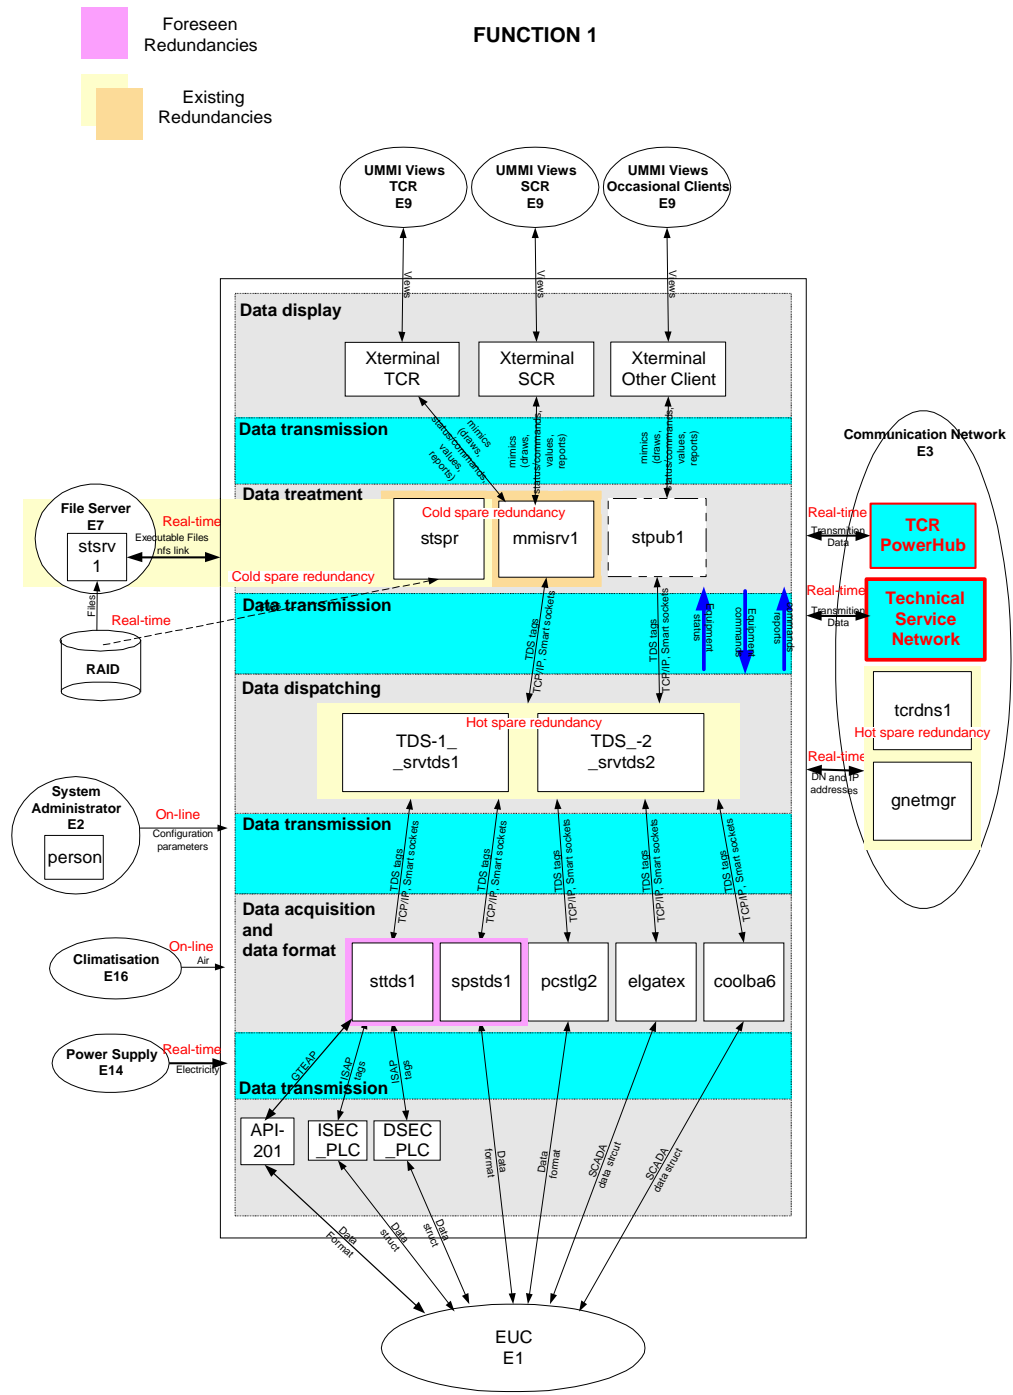 Foreseen
Redundancies
FUNCTION 1
Existing
Redundancies
UMMI Views
TCR
E9
UMMI Views
SCR
E9
UMMI Views
Occasional Clients
E9
Views
Views
Views
Data display
Xterminal
TCR
Xterminal
SCR
Xterminal
Other Client
Data transmission
mimics
(draws,
status/commands,
values,
reports)
mimics
(draws,
status/commands,
values,
reports)
mimics
(draws,
status/commands,
values,
reports)
Communication Network
E3
Data treatment
File Server
E7
stsrv
1
Real-time
Executable Files
nfs link
Cold spare redundancy
stspr
mmisrv1
stpub1
Real-time
Transmition
Data
TCR
PowerHub
Cold spare redundancy
Files
Real-time
RAID
Data transmission
TDS tags
TCP/IP, Smart sockets
TDS tags
TCP/IP, Smart sockets
Equipment
status
Equipment
commands
commands
reports
Real-time
Transmition
Data
Technical
Service
Network
Data dispatching
Hot spare redundancy
TDS-1_
_srvtds1
TDS_-2
_srvtds2
tcrdns1
Hot spare redundancy
gnetmgr
Real-time
DN and IP
addresses
System
Administrator
E2
person
On-line
Configuration
parameters
Data transmission
TDS tags
TCP/IP, Smart sockets
TDS tags
TCP/IP, Smart sockets
TDS tags
TCP/IP, Smart sockets
TDS tags
TCP/IP, Smart sockets
TDS tags
TCP/IP, Smart sockets
Data acquisition
and
data format
sttds1
spstds1
pcstlg2
elgatex
coolba6
Climatisation
E16
On-line
Air
Power Supply
E14
Real-time
Electricity
GTEAP
ISAP
tags
ISAP
tags
Data transmission
API-
201
ISEC
_PLC
DSEC
_PLC
Data
format
Data
format
SCADA
data strcut
SCADA
data struct
Data
Format
Data
struct
Data
struct
EUC
E1